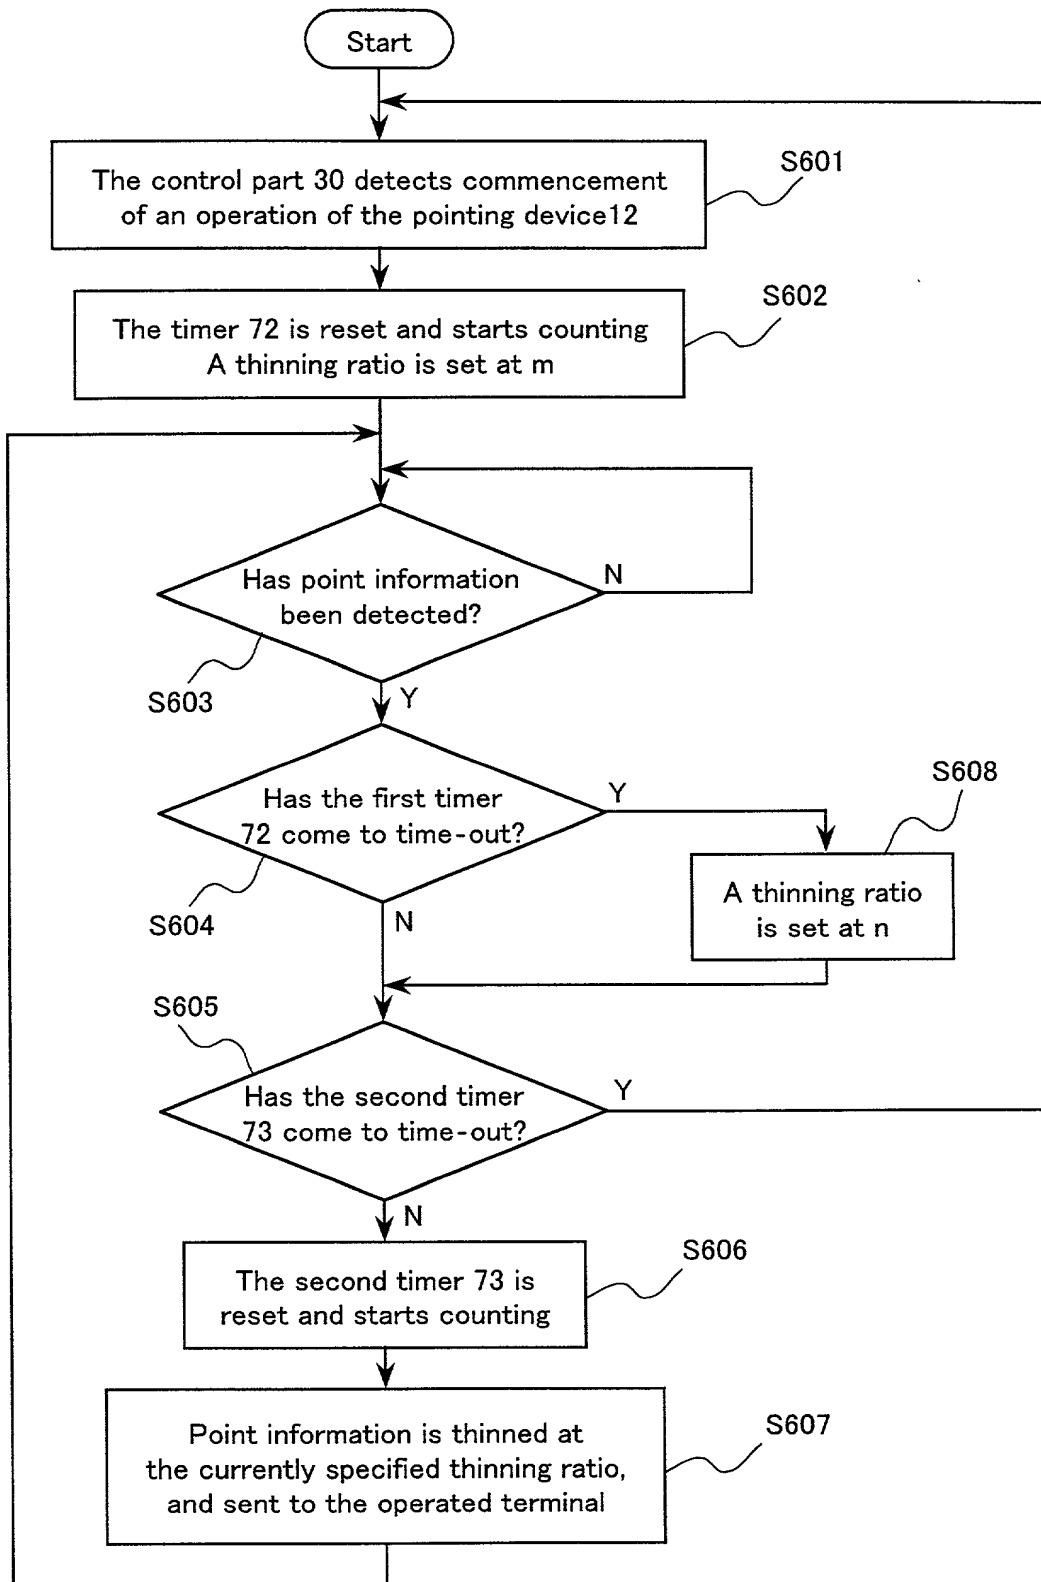 Start
S601
The control part 30 detects commencement
of an operation of the pointing device12
S602
The timer 72 is reset and starts counting
A thinning ratio is set at m
Has point information
been detected?
N
S603
Y
Has the first timer
72 come to time-out?
Y
S608
A thinning ratio
is set at n
S604
N
S605
Has the second timer
73 come to time-out?
Y
N
S606
The second timer 73 is
reset and starts counting
S607
Point information is thinned at
the currently specified thinning ratio,
and sent to the operated terminal